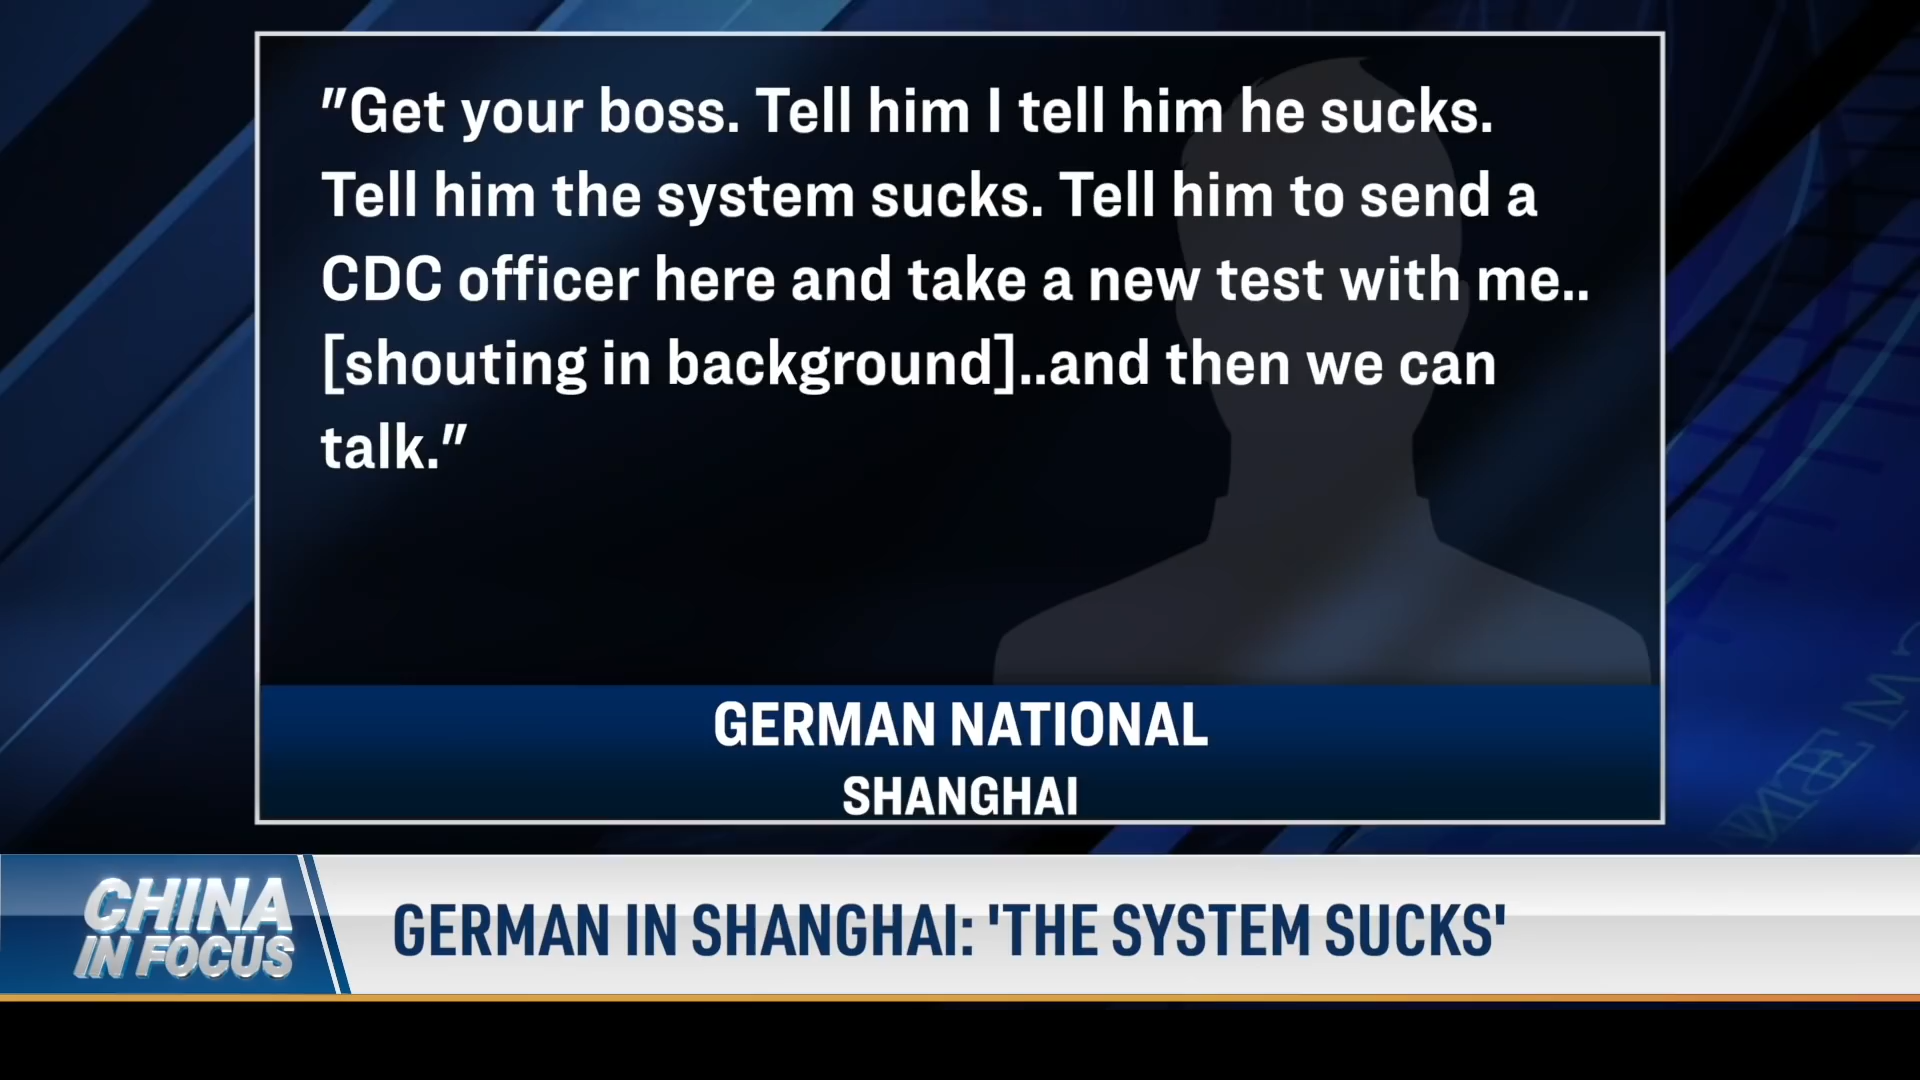 "Get your boss. Tell him I tell him he sucks.
Tell him the system sucks. Tell him to send a
CDC officer here and take a new test with me..
[shouting in background]..and then we can
talk."
GERMAN NATIONAL
SHANGHAI
CHINA
IN FOCUS
GERMAN IN SHANGHAI: 'THE SYSTEM SUCKS'